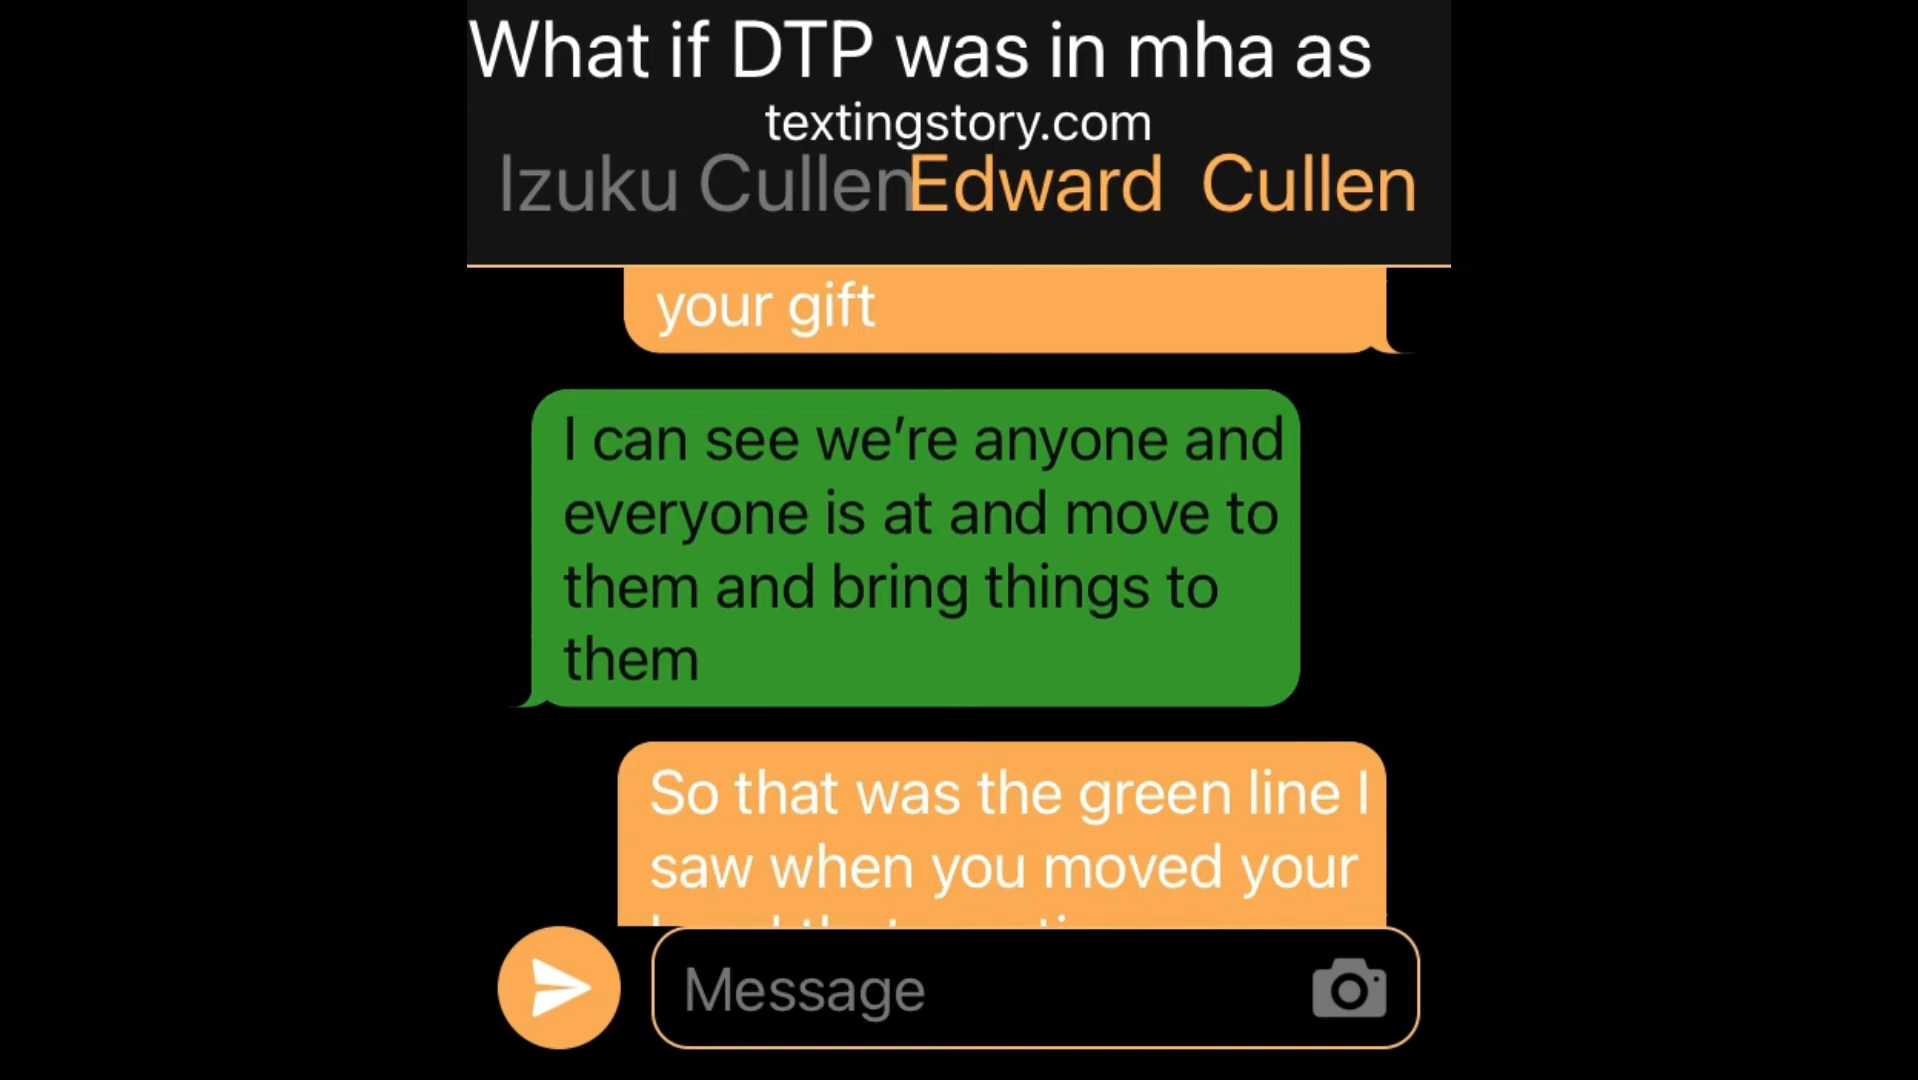 What if DTP was in mha as
textingstory.com
Izuku Cullen Edward Cullen
your gift
I can see we’re anyone and
everyone is at and move to
them and bring things to
them
So that was the green line I
saw when you moved your
Message